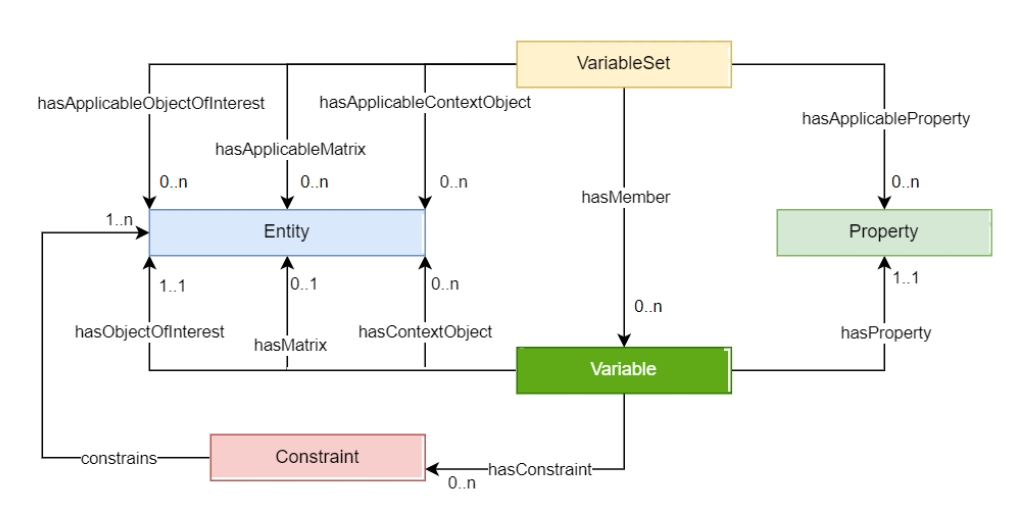 VariableSet
hasApplicableObjectOfInterest
hasApplicableContextObject
hasApplicableProperty
hasApplicableMatrix
0..n
0..n
0..n
0..n
hasMember
1..n
Entity
Property
1..1
0..1
0..n
1..1
0..n
hasObjectOfInterest
hasMatrix
hasContextObject
hasProperty
Variable
constrains
Constraint
hasConstraint
0..n